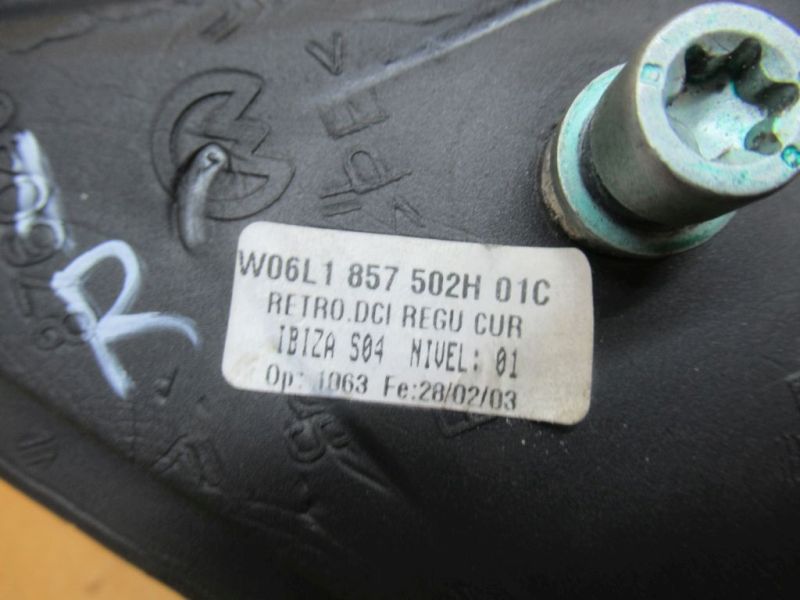 R
W06L1 857 502H 01C
RETRO.DCI REGU CUR
IBIZA S04 NIVEL: 01
Op: 1063 Fe:28/02/03